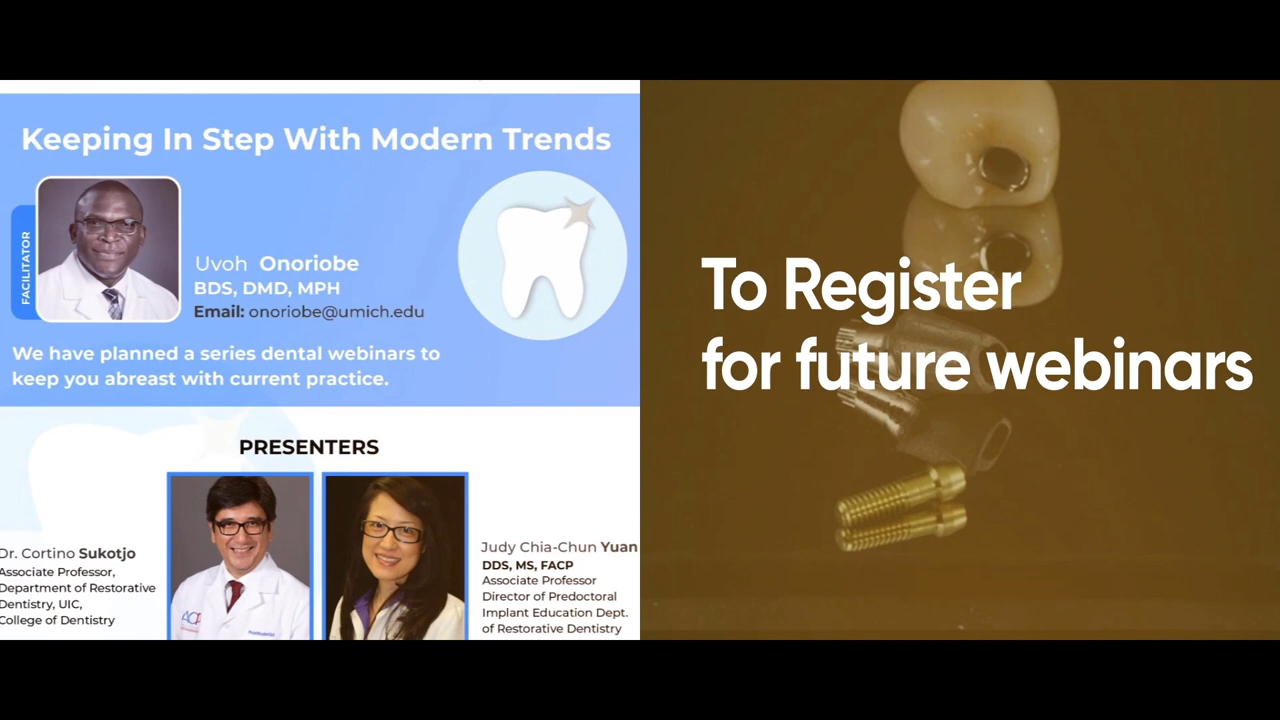 Keeping In Step With Modern Trends
FACILITATOR
Uvoh Onoriobe
BDS, DMD, MPH
Email: onoriobe@umich.edu
We have planned a series dental webinars to
keep you abreast with current practice.
PRESENTERS
Dr. Cortino Sukotjo
Associate Professor,
Department of Restorative
Dentistry, UIC,
College of Dentistry
Judy Chia-Chun Yuan
DDS, MS, FACP
Associate Professor
Director of Predoctoral
Implant Education Dept.
of Restorative Dentistry
To Register
for future webinars